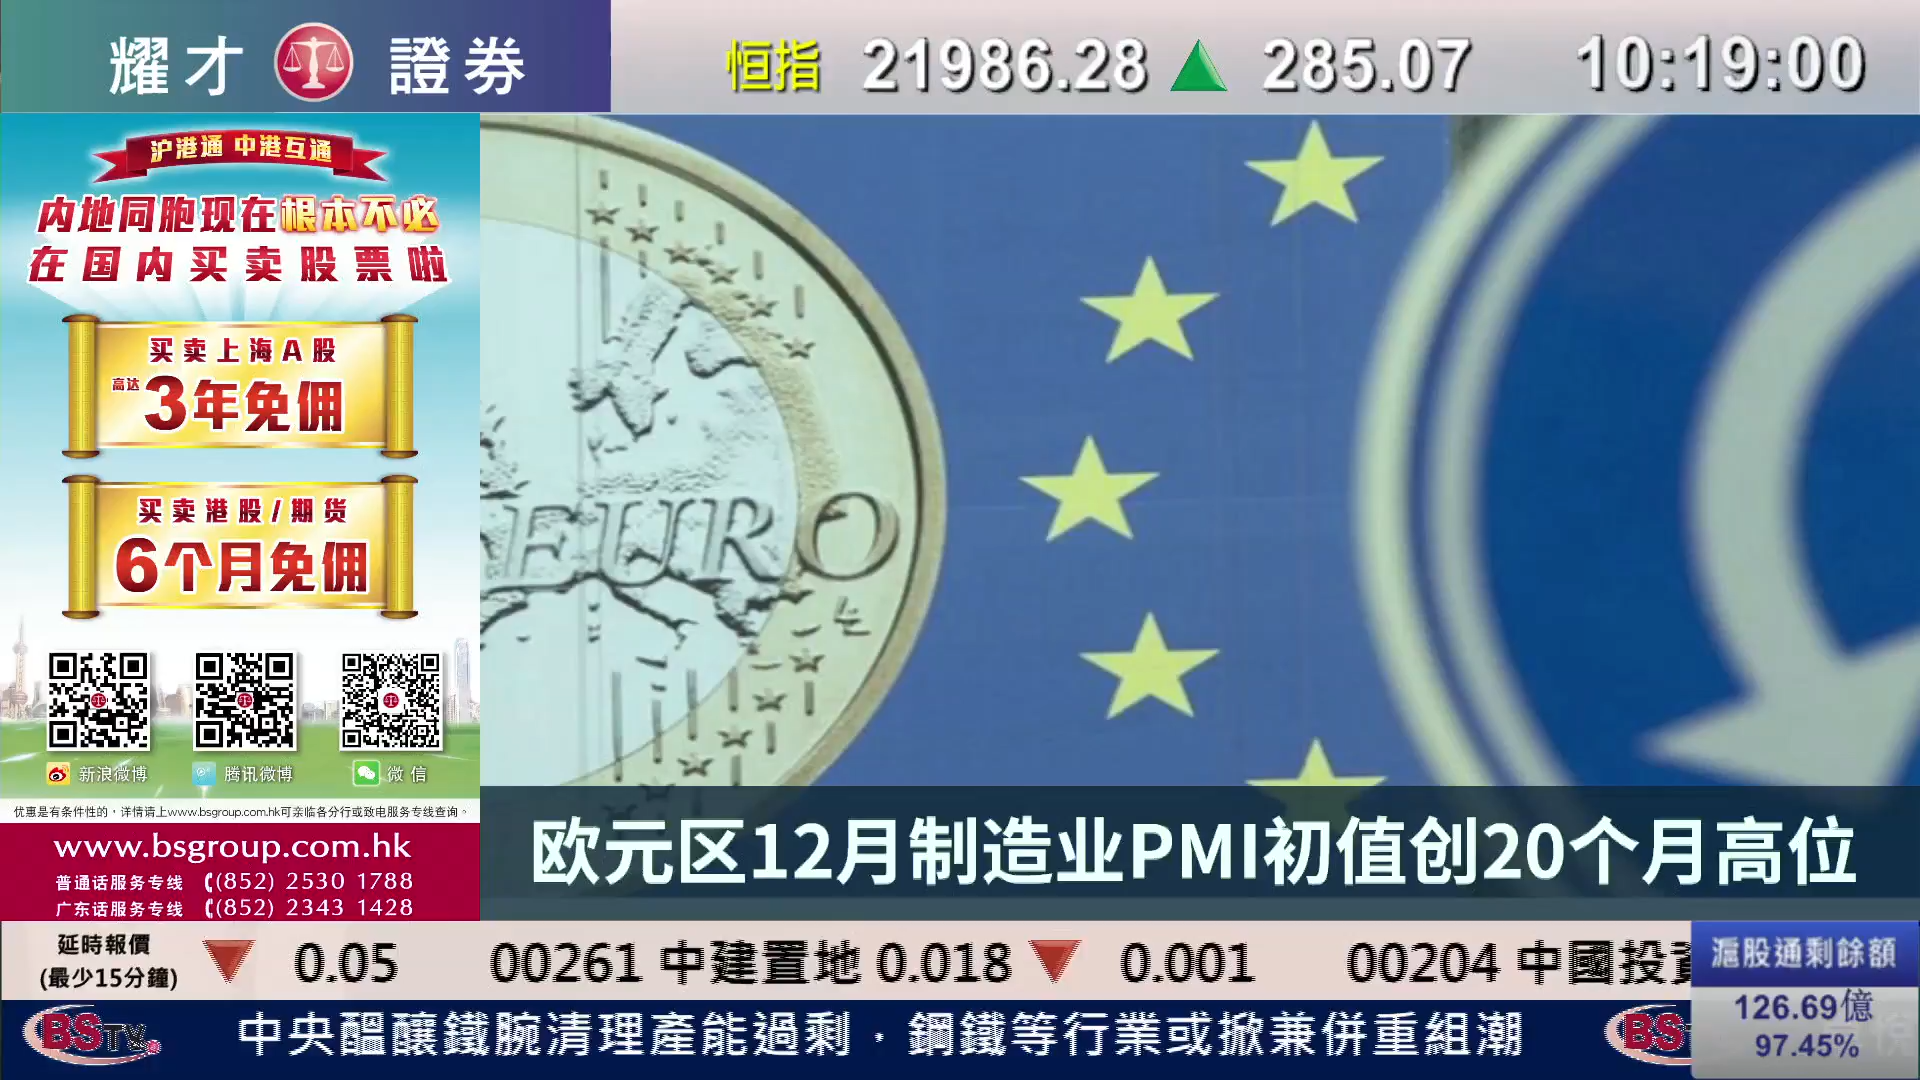 耀才證券
恒指 21986.28 285.07 10:19:00
沪港通 中港互通
内地同胞现在根本不必
在国内买卖股票啦
买卖上海A股
高达3年免佣
买卖港股/期货
6个月免佣
新浪微博 腾讯微博 微信
优惠是有条件性的，详情请上www.bsgroup.com.hk可亲临各分行或致电服务专线查询。
www.bsgroup.com.hk
普通话服务专线 (852) 2530 1788
广东话服务专线 (852) 2343 1428
EURO
欧元区12月制造业PMI初值创20个月高位
延時報價
(最少15分鐘)
0.05 00261 中建置地 0.018 0.001 00204 中國投資
滬股通剩餘額
126.69億
97.45%
BSTV 中央醞釀鐵腕清理產能過剩，鋼鐵等行業或掀兼併重組潮 BS